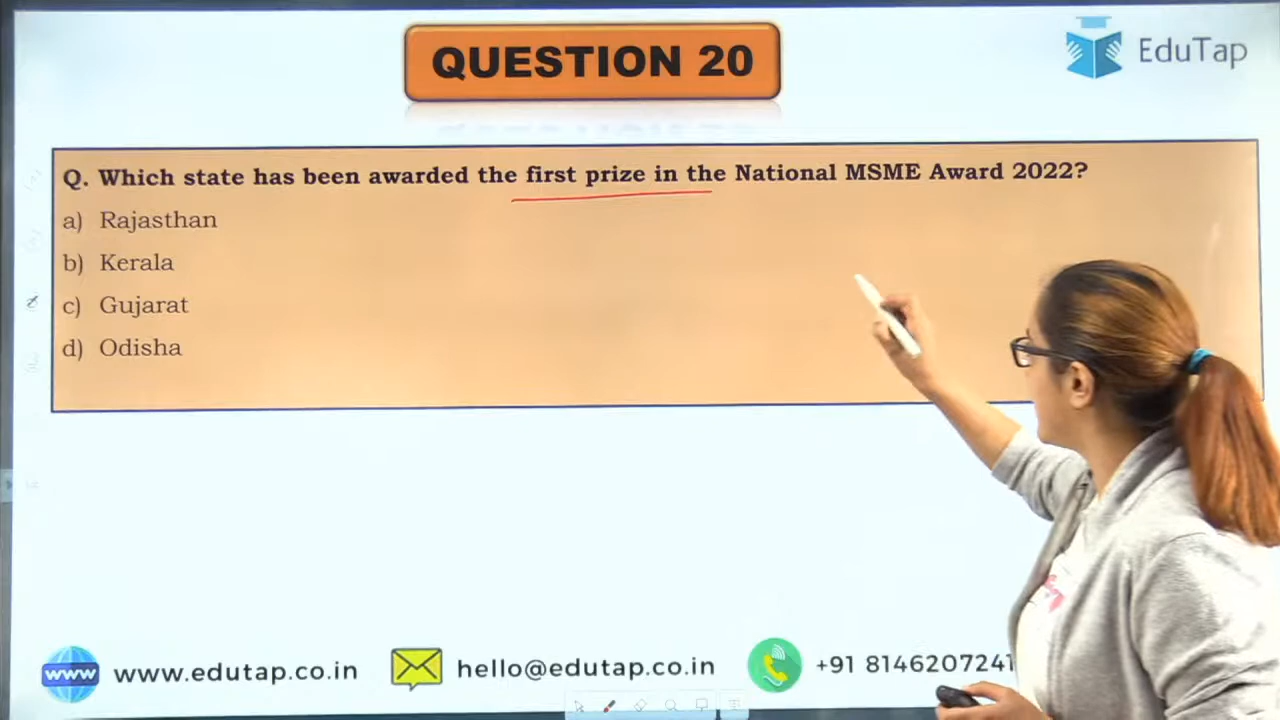 QUESTION 20
EduTap
Q. Which state has been awarded the first prize in the National MSME Award 2022?
a) Rajasthan
b) Kerala
c) Gujarat
d) Odisha
www www.edutap.co.in
hello@edutap.co.in
+91 8146207241